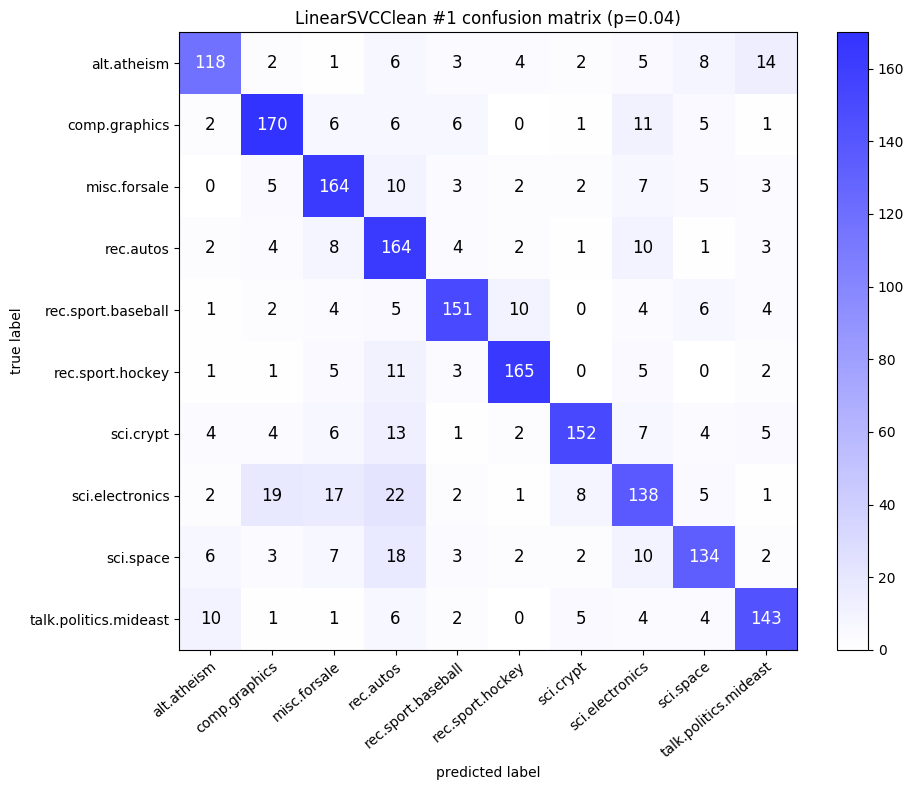 LinearSVCClean #1 confusion matrix (p=0.04)
true label
alt.atheism 118 2 1 6 3 4 2 5 8 14
comp.graphics 2 170 6 6 6 0 1 11 5 1
misc.forsale 0 5 164 10 3 2 2 7 5 3
rec.autos 2 4 8 164 4 2 1 10 1 3
rec.sport.baseball 1 2 4 5 151 10 0 4 6 4
rec.sport.hockey 1 1 5 11 3 165 0 5 0 2
sci.crypt 4 4 6 13 1 2 152 7 4 5
sci.electronics 2 19 17 22 2 1 8 138 5 1
sci.space 6 3 7 18 3 2 2 10 134 2
talk.politics.mideast 10 1 1 6 2 0 5 4 4 143
alt.atheism
comp.graphics
misc.forsale
rec.autos
rec.sport.baseball
rec.sport.hockey
sci.crypt
sci.electronics
sci.space
talk.politics.mideast
predicted label
160
140
120
100
80
60
40
20
0